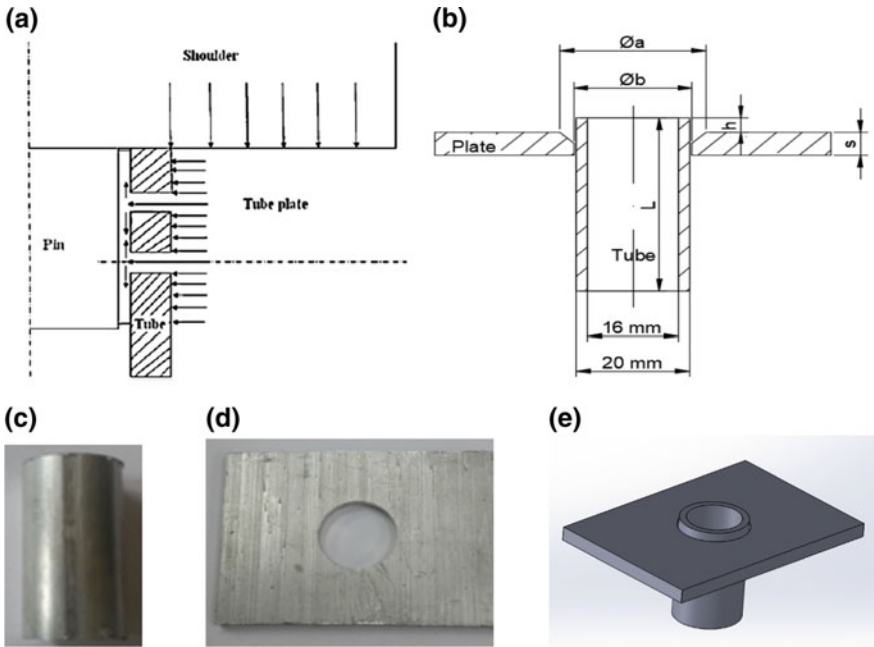 (a)
Shoulder
Tube plate
Pin
Tube
(b)
Øa
Øb
h
s
Plate
L
Tube
16 mm
20 mm
(c)
(d)
(e)